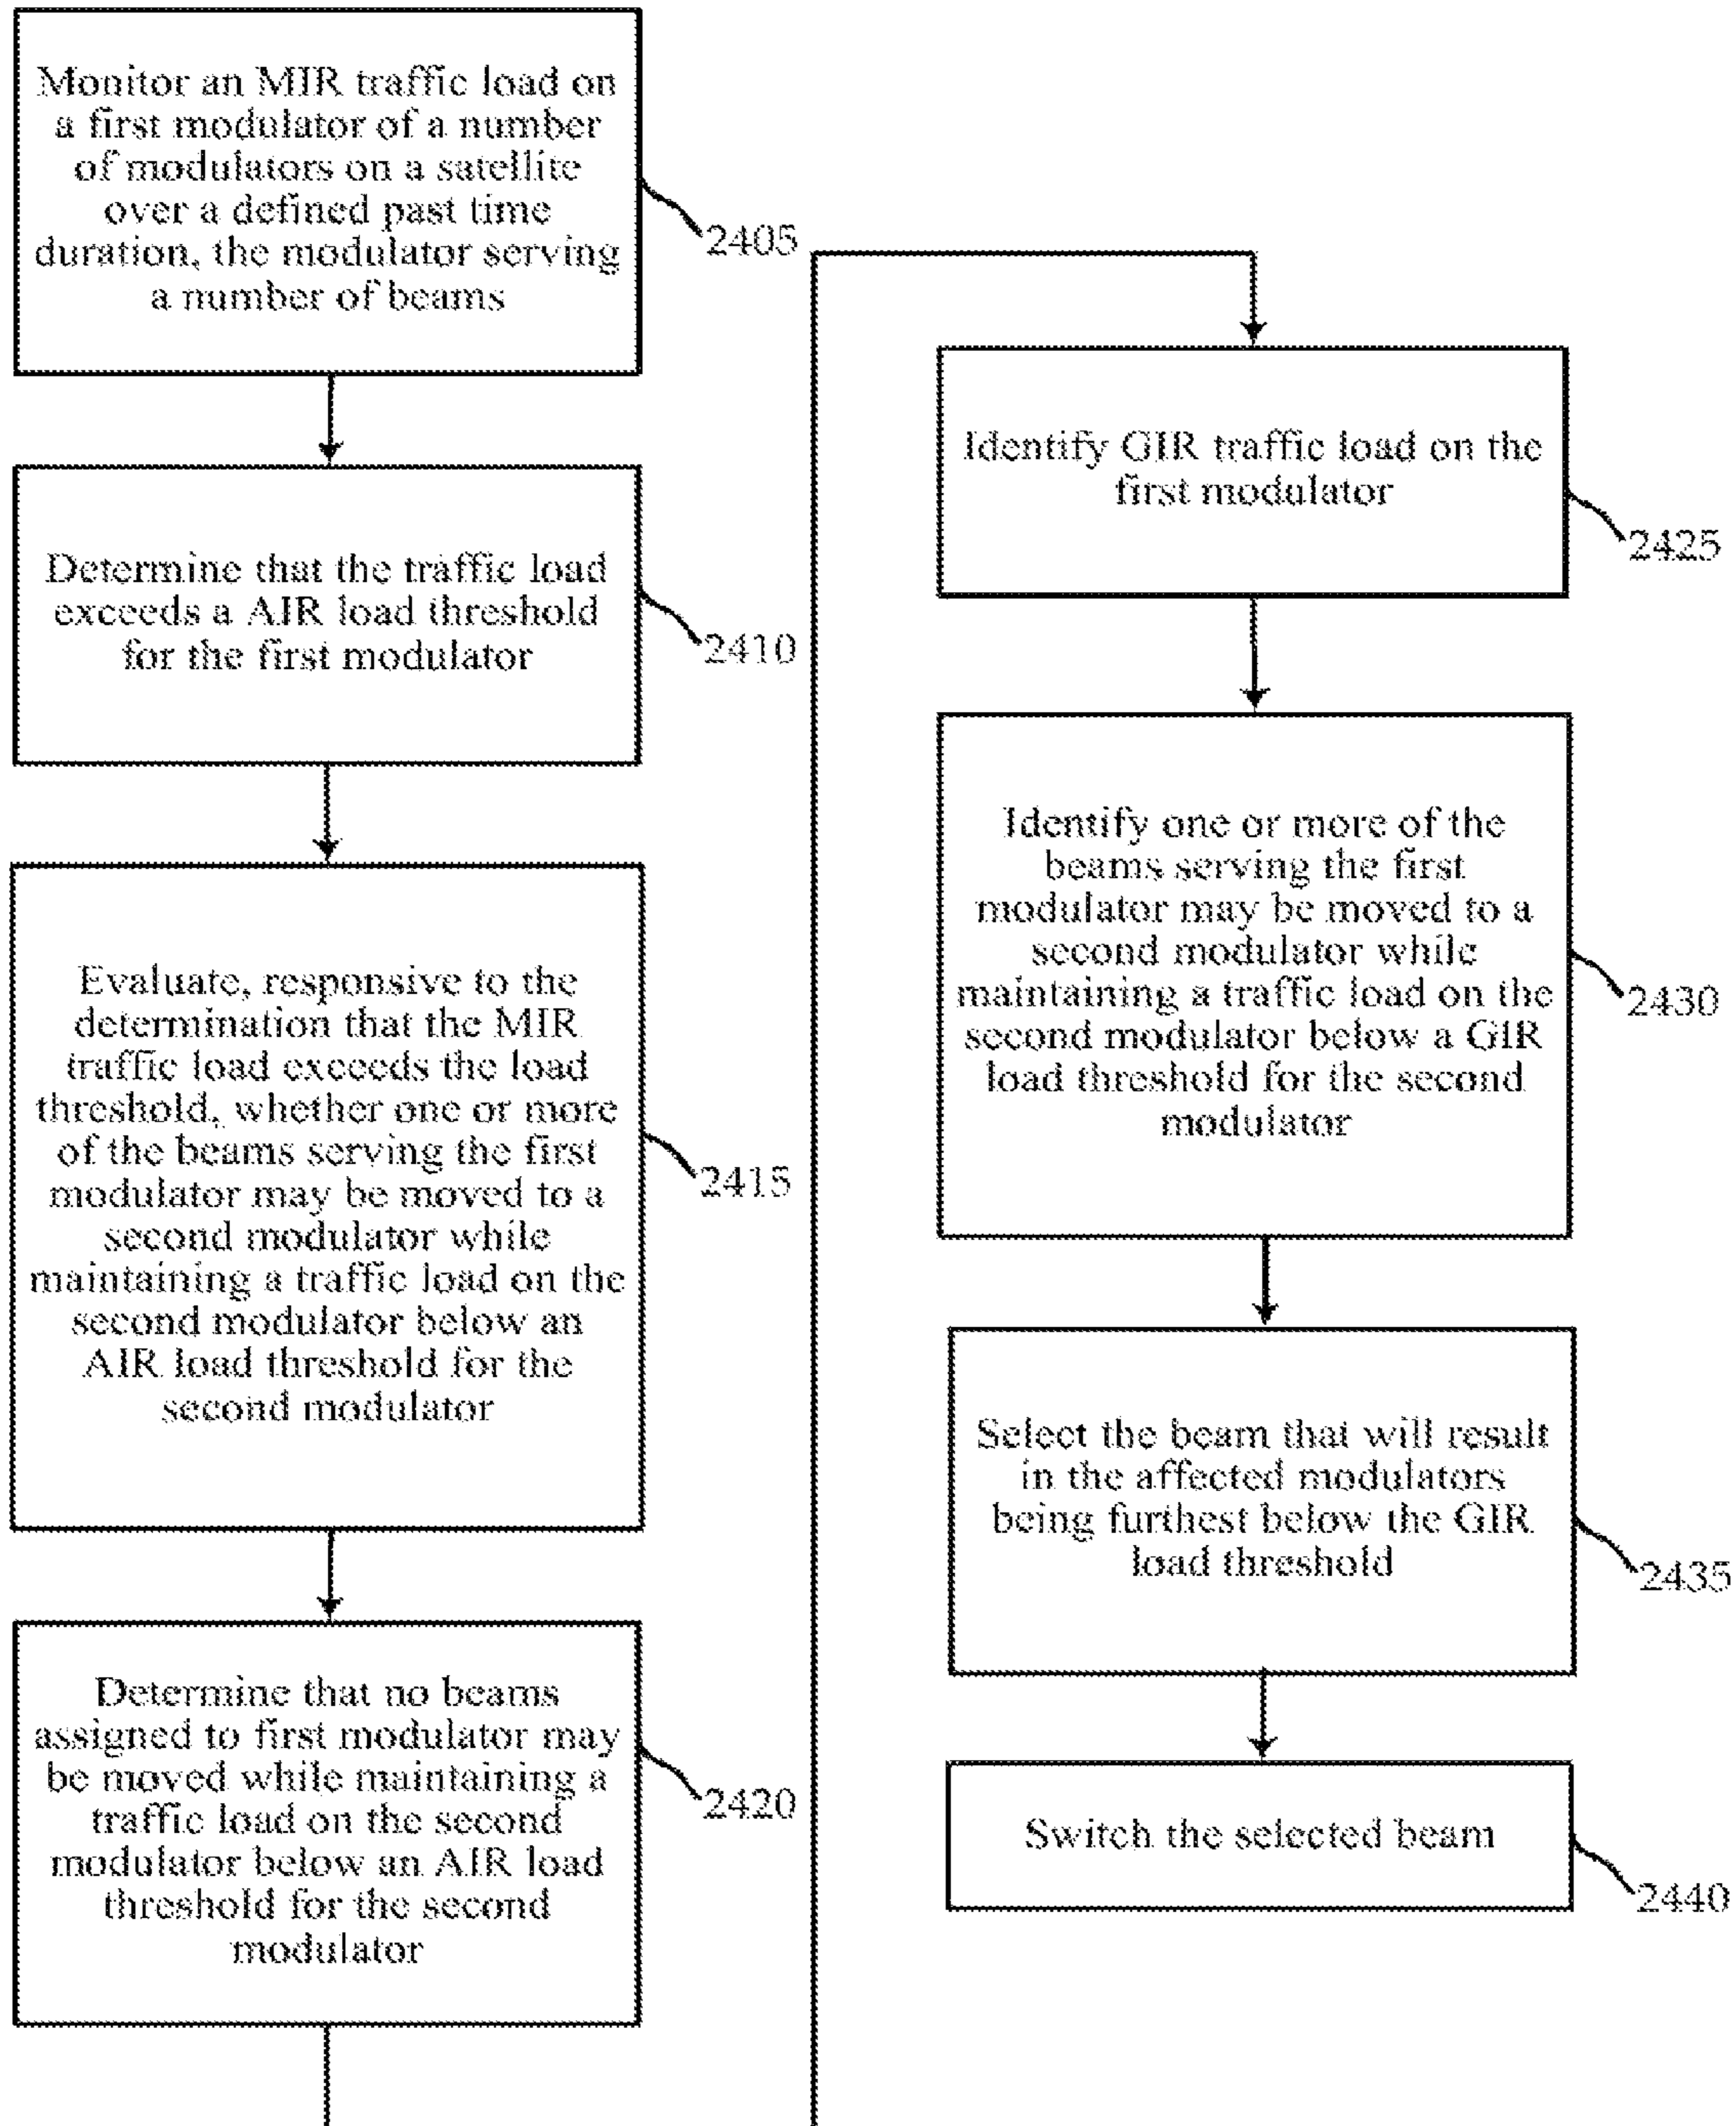 Monitor an MIR traffic load on
a first modulator of a number
of modulators on a satellite
over a defined past time
duration, the modulator serving
a number of beams
2405
Determine that the traffic load
exceeds a AIR load threshold
for the first modulator
2410
Evaluate, responsive to the
determination that the MIR
traffic load exceeds the load
threshold, whether one or more
of the beams serving the first
modulator may be moved to a
second modulator while
maintaining a traffic load on the
second modulator below an
AIR load threshold for the
second modulator
2415
Determine that no beams
assigned to first modulator may
be moved while maintaining a
traffic load on the second
modulator below an AIR load
threshold for the second
modulator
2420
Identify GIR traffic load on the
first modulator
2425
Identify one or more of the
beams serving the first
modulator may be moved to a
second modulator while
maintaining a traffic load on the
second modulator below a GIR
load threshold for the second
modulator
2430
Select the beam that will result
in the affected modulators
being furthest below the GIR
load threshold
2435
Switch the selected beam
2440